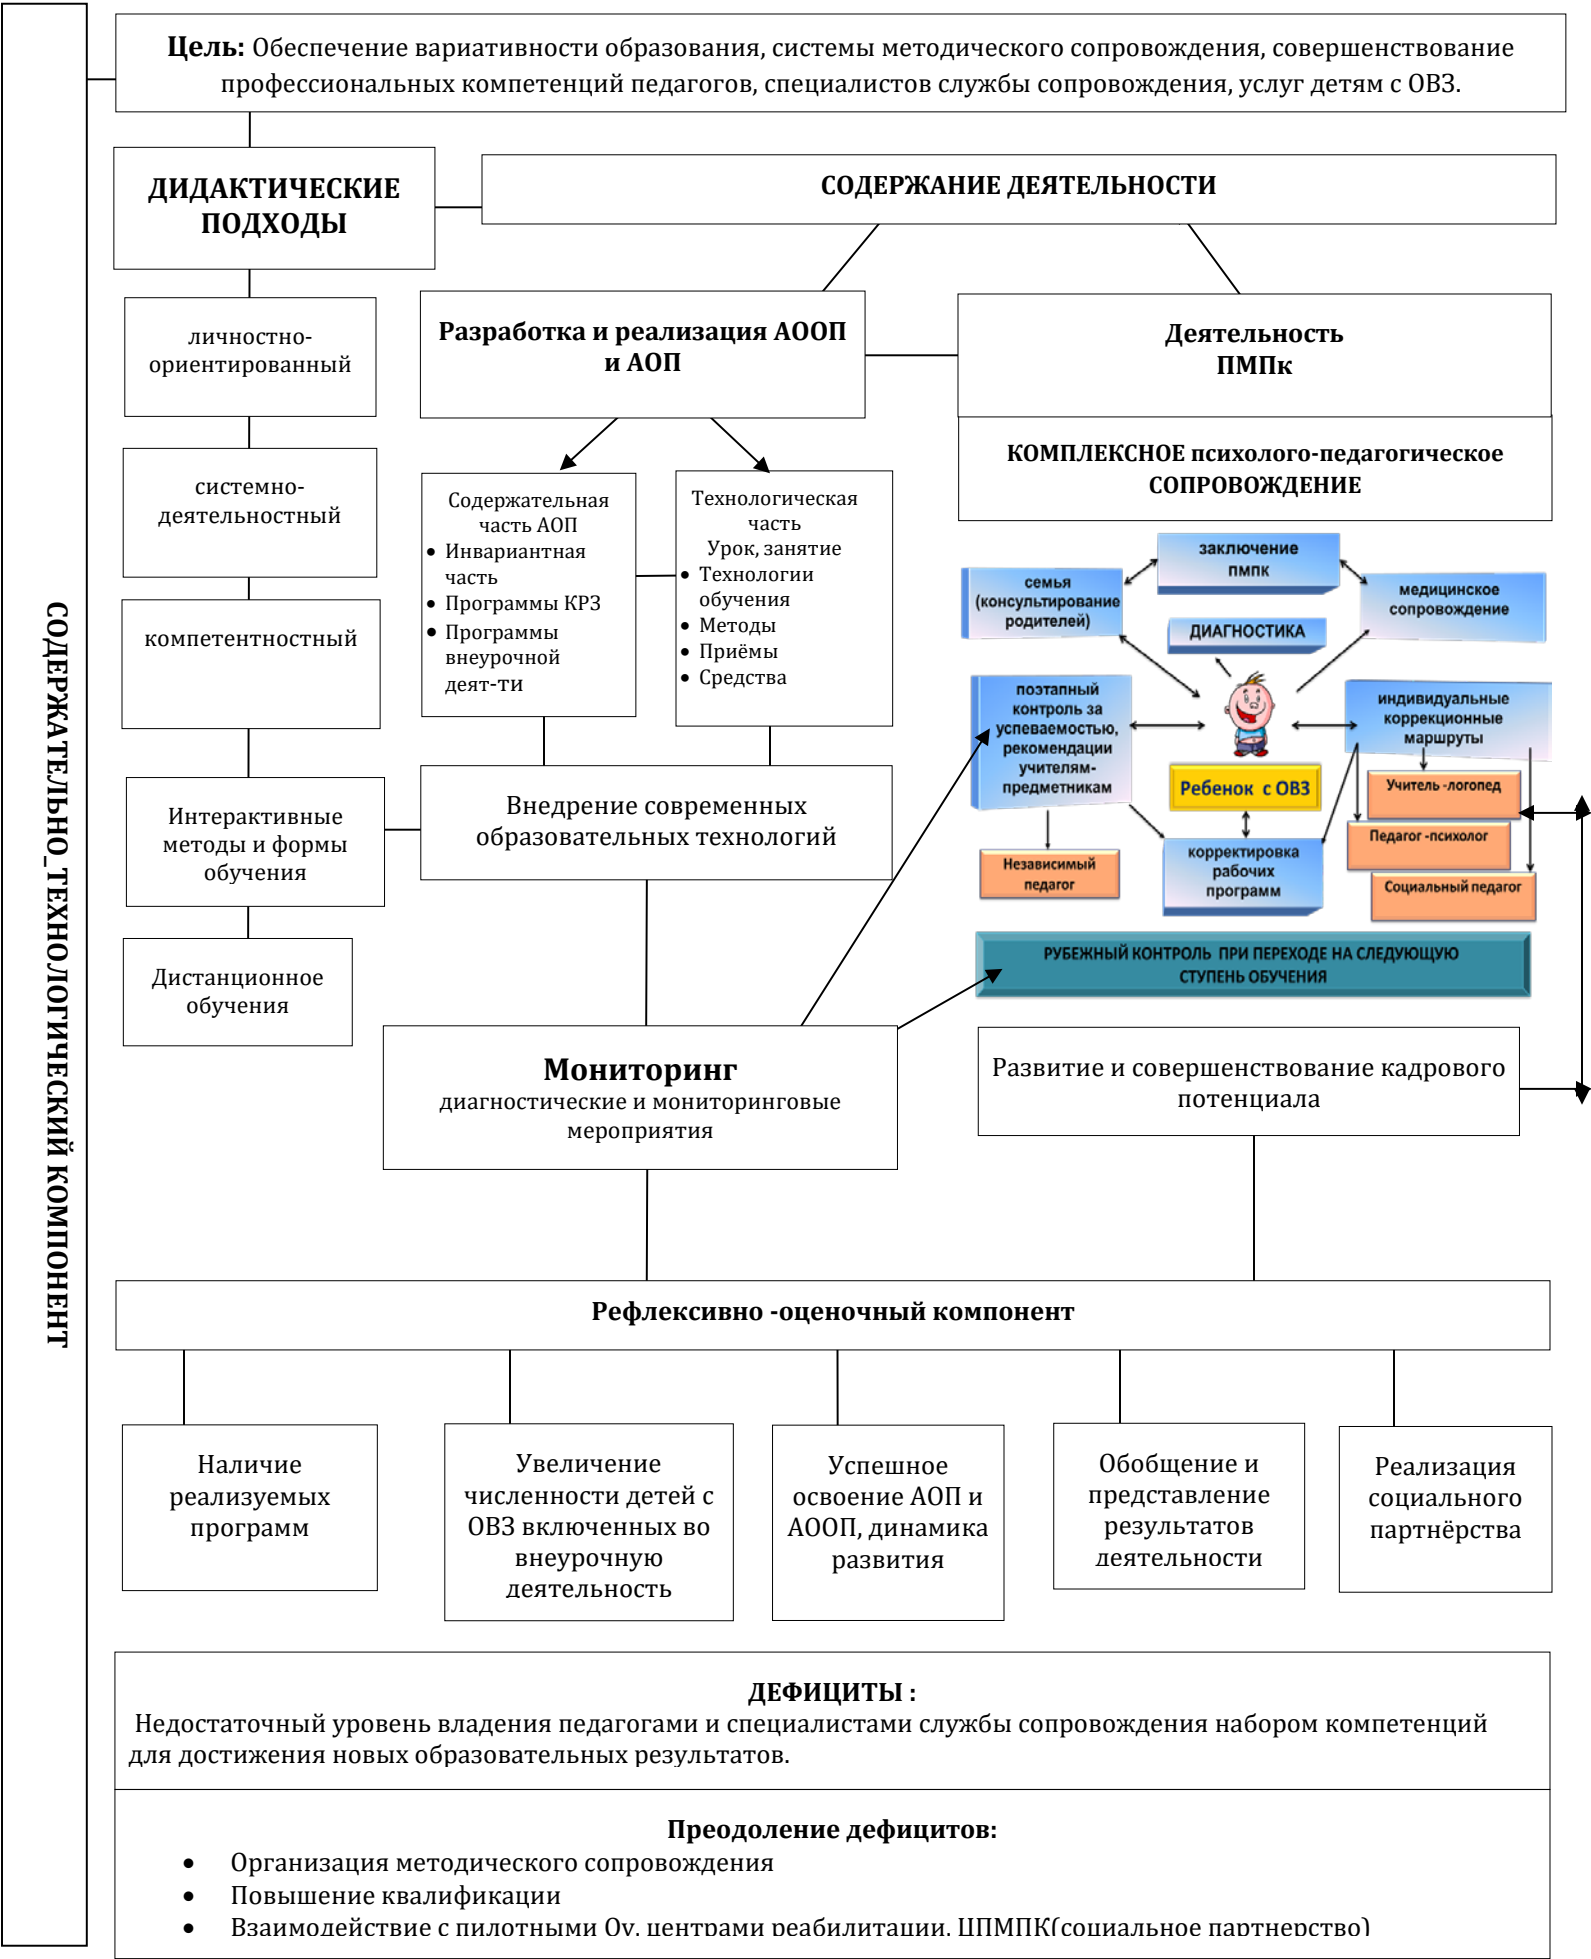 СОДЕРЖАТЕЛЬНО_ТЕХНОЛОГИЧЕСКИЙ КОМПОНЕНТ
Цель: Обеспечение вариативности образования, системы методического сопровождения, совершенствование
профессиональных компетенций педагогов, специалистов службы сопровождения, услуг детям с ОВЗ.
ДИДАКТИЧЕСКИЕ
ПОДХОДЫ
СОДЕРЖАНИЕ ДЕЯТЕЛЬНОСТИ
личностно-
ориентированный
системно-
деятельностный
компетентностный
Интерактивные
методы и формы
обучения
Дистанционное
обучения
Разработка и реализация АООП
и АОП
Содержательная
часть АОП
• Инвариантная
часть
• Программы КРЗ
• Программы
внеурочной
деят-ти
Технологическая
часть
Урок, занятие
• Технологии
обучения
• Методы
• Приёмы
• Средства
Внедрение современных
образовательных технологий
Деятельность
ПМПк
КОМПЛЕКСНОЕ психолого-педагогическое
СОПРОВОЖДЕНИЕ
заключение
пмпк
семья
(консультирование
родителей)
медицинское
сопровождение
ДИАГНОСТИКА
поэтапный
контроль за
успеваемостью,
рекомендации
учителям-
предметникам
индивидуальные
коррекционные
маршруты
Ребенок с ОВЗ
Учитель -логопед
Педагог -психолог
Социальный педагог
Независимый
педагог
корректировка
рабочих
программ
РУБЕЖНЫЙ КОНТРОЛЬ ПРИ ПЕРЕХОДЕ НА СЛЕДУЮЩУЮ
СТУПЕНЬ ОБУЧЕНИЯ
Мониторинг
диагностические и мониторинговые
мероприятия
Развитие и совершенствование кадрового
потенциала
Рефлексивно -оценочный компонент
Наличие
реализуемых
программ
Увеличение
численности детей с
ОВЗ включенных во
внеурочную
деятельность
Успешное
освоение АОП и
АООП, динамика
развития
Обобщение и
представление
результатов
деятельности
Реализация
социального
партнёрства
ДЕФИЦИТЫ :
Недостаточный уровень владения педагогами и специалистами службы сопровождения набором компетенций
для достижения новых образовательных результатов.
Преодоление дефицитов:
• Организация методического сопровождения
• Повышение квалификации
• Взаимодействие с пилотными Оу, центрами реабилитации, ЦПМПК(социальное партнерство)